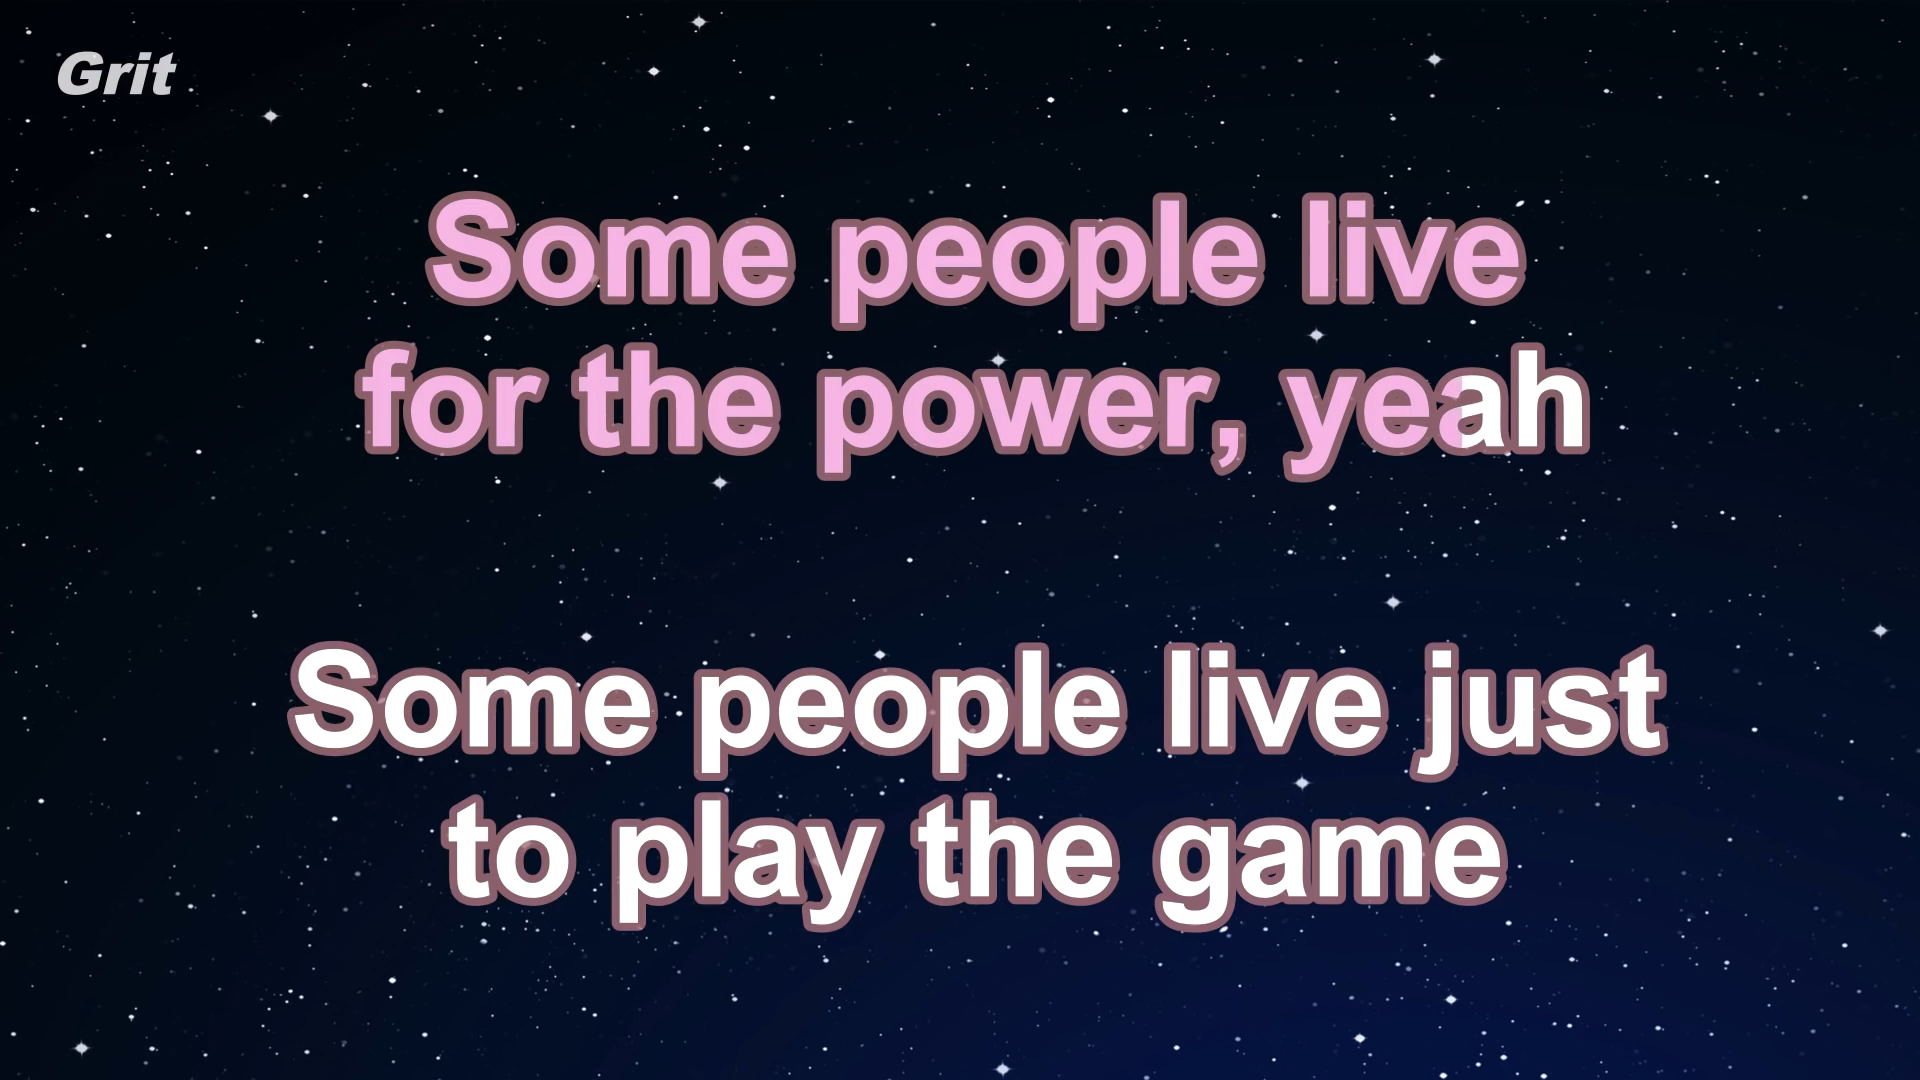 Grit
Some people live
for the power, yeah
Some people live just
to play the game